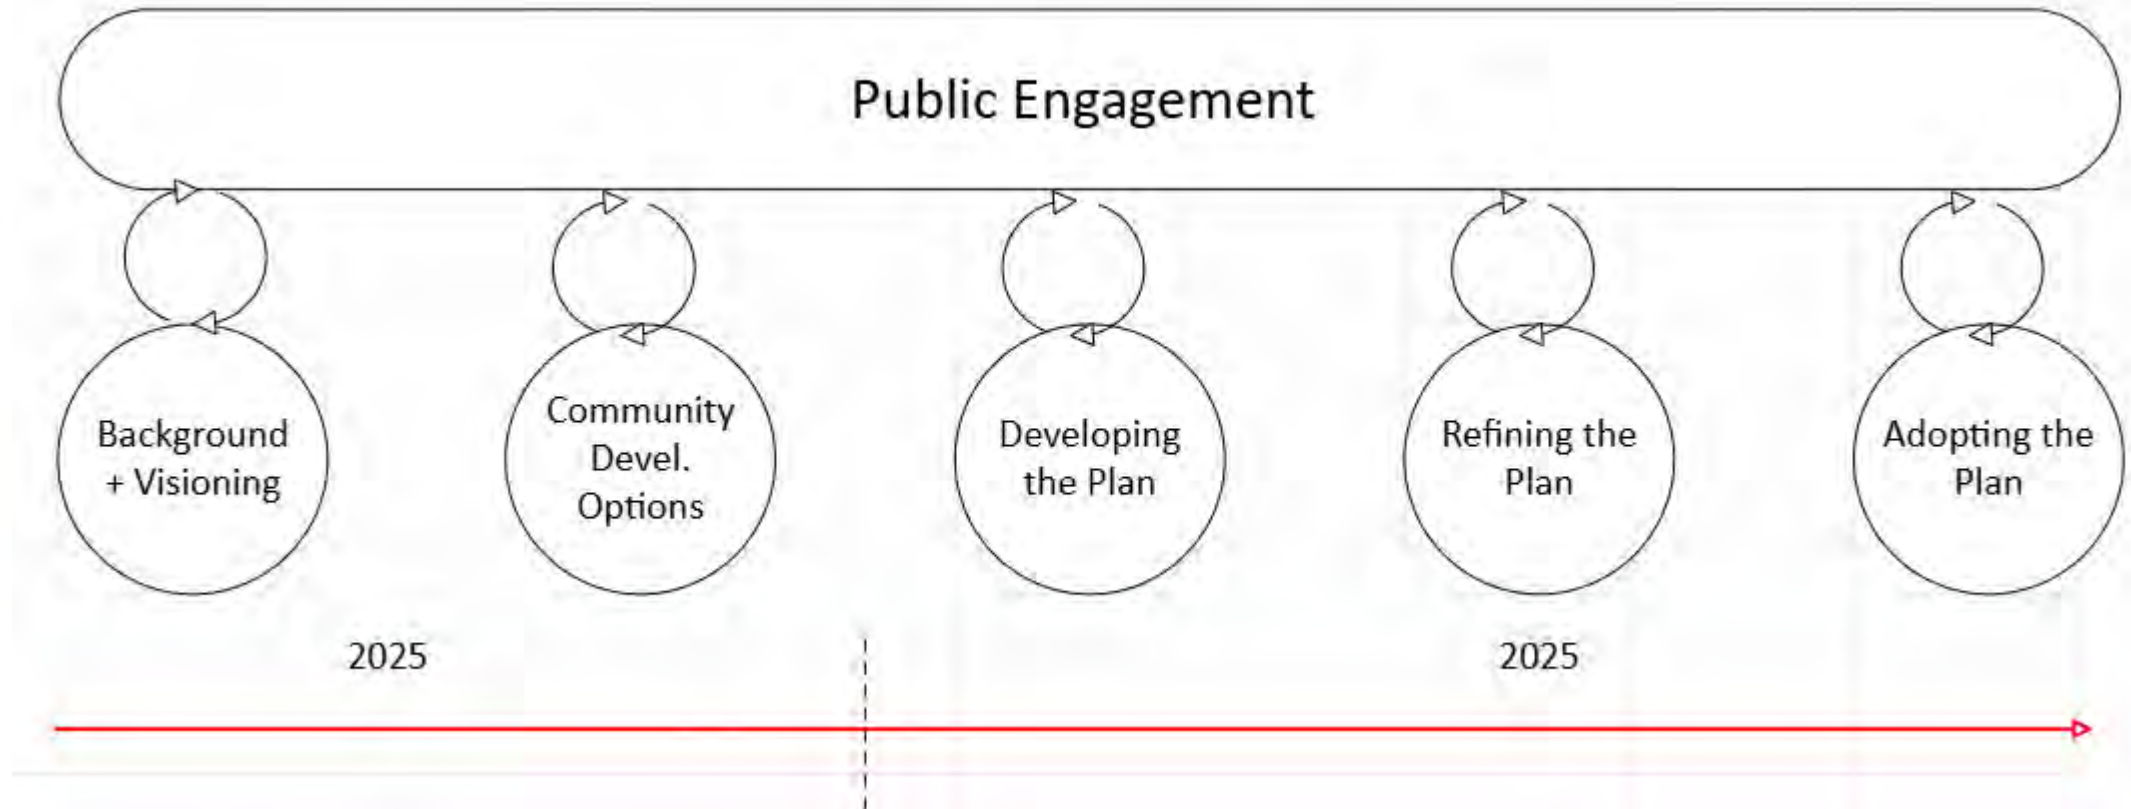 Public Engagement
Background
+ Visioning
Community
Devel.
Options
Developing
the Plan
Refining the
Plan
Adopting the
Plan
2025
2025